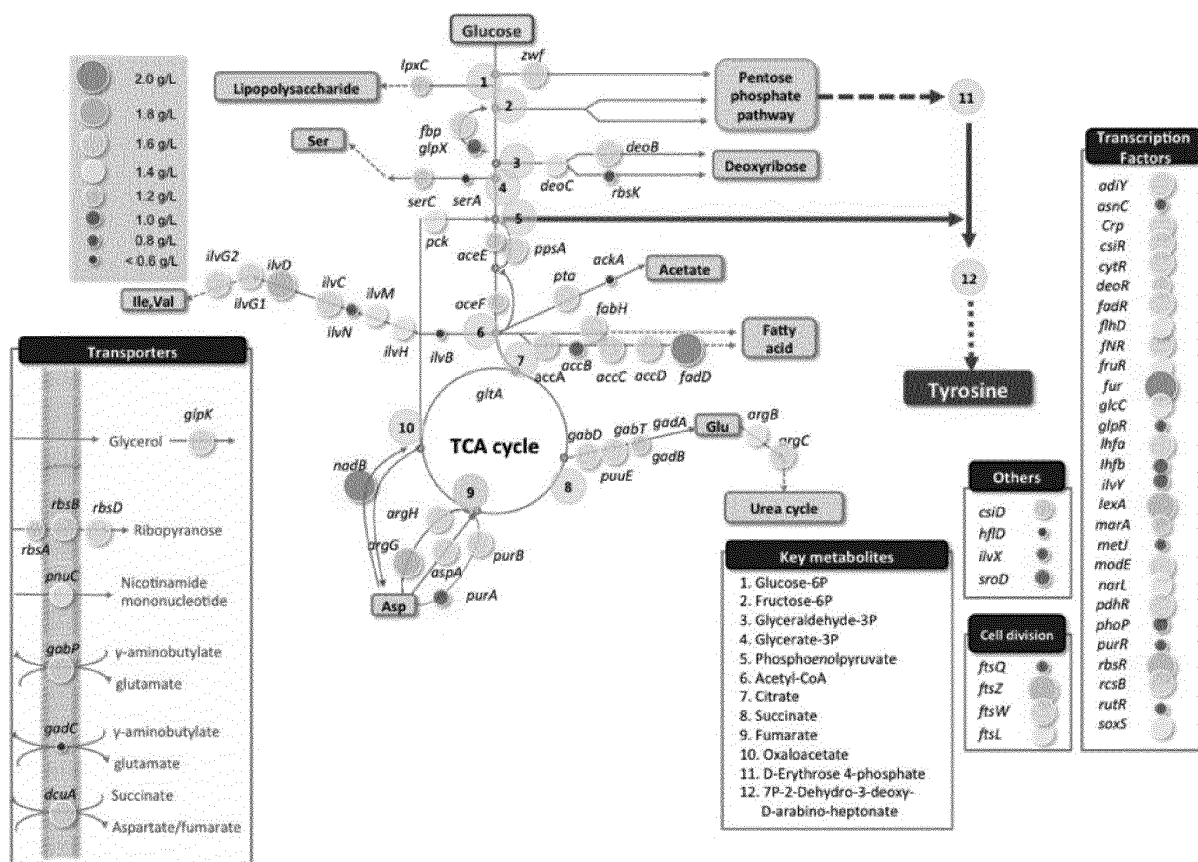 Glucose
2.0 g/L
1.8 g/L
1.6 g/L
1.4 g/L
1.2 g/L
1.0 g/L
0.8 g/L
< 0.6 g/L
lpxC
zwf
1
Lipopolysaccharide
2
Pentose
phosphate
pathway
11
fbp
glpX
Ser
3
deoB
deoC
Deoxyribose
rbsK
4
serC
serA
5
pck
aceE
ppsA
12
ilvG2
ilvD
ilvC
ilvM
Ile,Val
ilvG1
ilvN
ilvH
ilvB
aceF
pta
ackA
Acetate
fabH
6
Fatty
acid
7
accA
accB
accC
accD
fadD
Tyrosine
gltA
10
TCA cycle
nadB
8
gabD
gabT
gadA
puuE
gadB
Glu
argB
argC
Urea cycle
9
argH
argG
aspA
purB
purA
Asp
Transporters
glpK
Glycerol
rbsB
rbsD
rbsA
Ribopyranose
pnuC
Nicotinamide
mononucleotide
gabP
γ-aminobutylate
glutamate
gadC
γ-aminobutylate
glutamate
dcuA
Succinate
Aspartate/fumarate
Key metabolites
1. Glucose-6P
2. Fructose-6P
3. Glyceraldehyde-3P
4. Glycerate-3P
5. Phosphoenolpyruvate
6. Acetyl-CoA
7. Citrate
8. Succinate
9. Fumarate
10. Oxaloacetate
11. D-Erythrose 4-phosphate
12. 7P-2-Dehydro-3-deoxy-
D-arabino-heptonate
Others
csiD
hflD
ilvX
sroD
Cell division
ftsQ
ftsZ
ftsW
ftsL
Transcription
Factors
adiY
asnC
Crp
csiR
cytR
deoR
fadR
flhD
fNR
fruR
fur
glcC
glpR
Ihfa
Ihfb
ilvY
lexA
marA
metJ
modE
narL
pdhR
phoP
purR
rbsR
rcsB
rutR
soxS